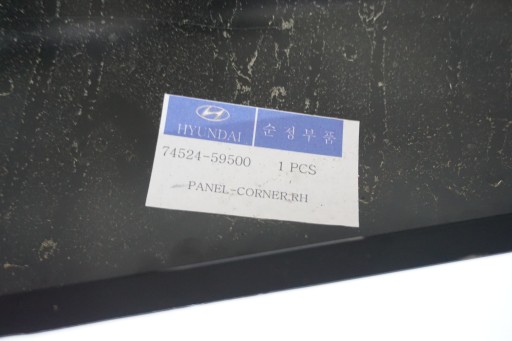 HYUNDAI 순정부품
74524-59500 1 PCS
PANEL-CORNER,RH